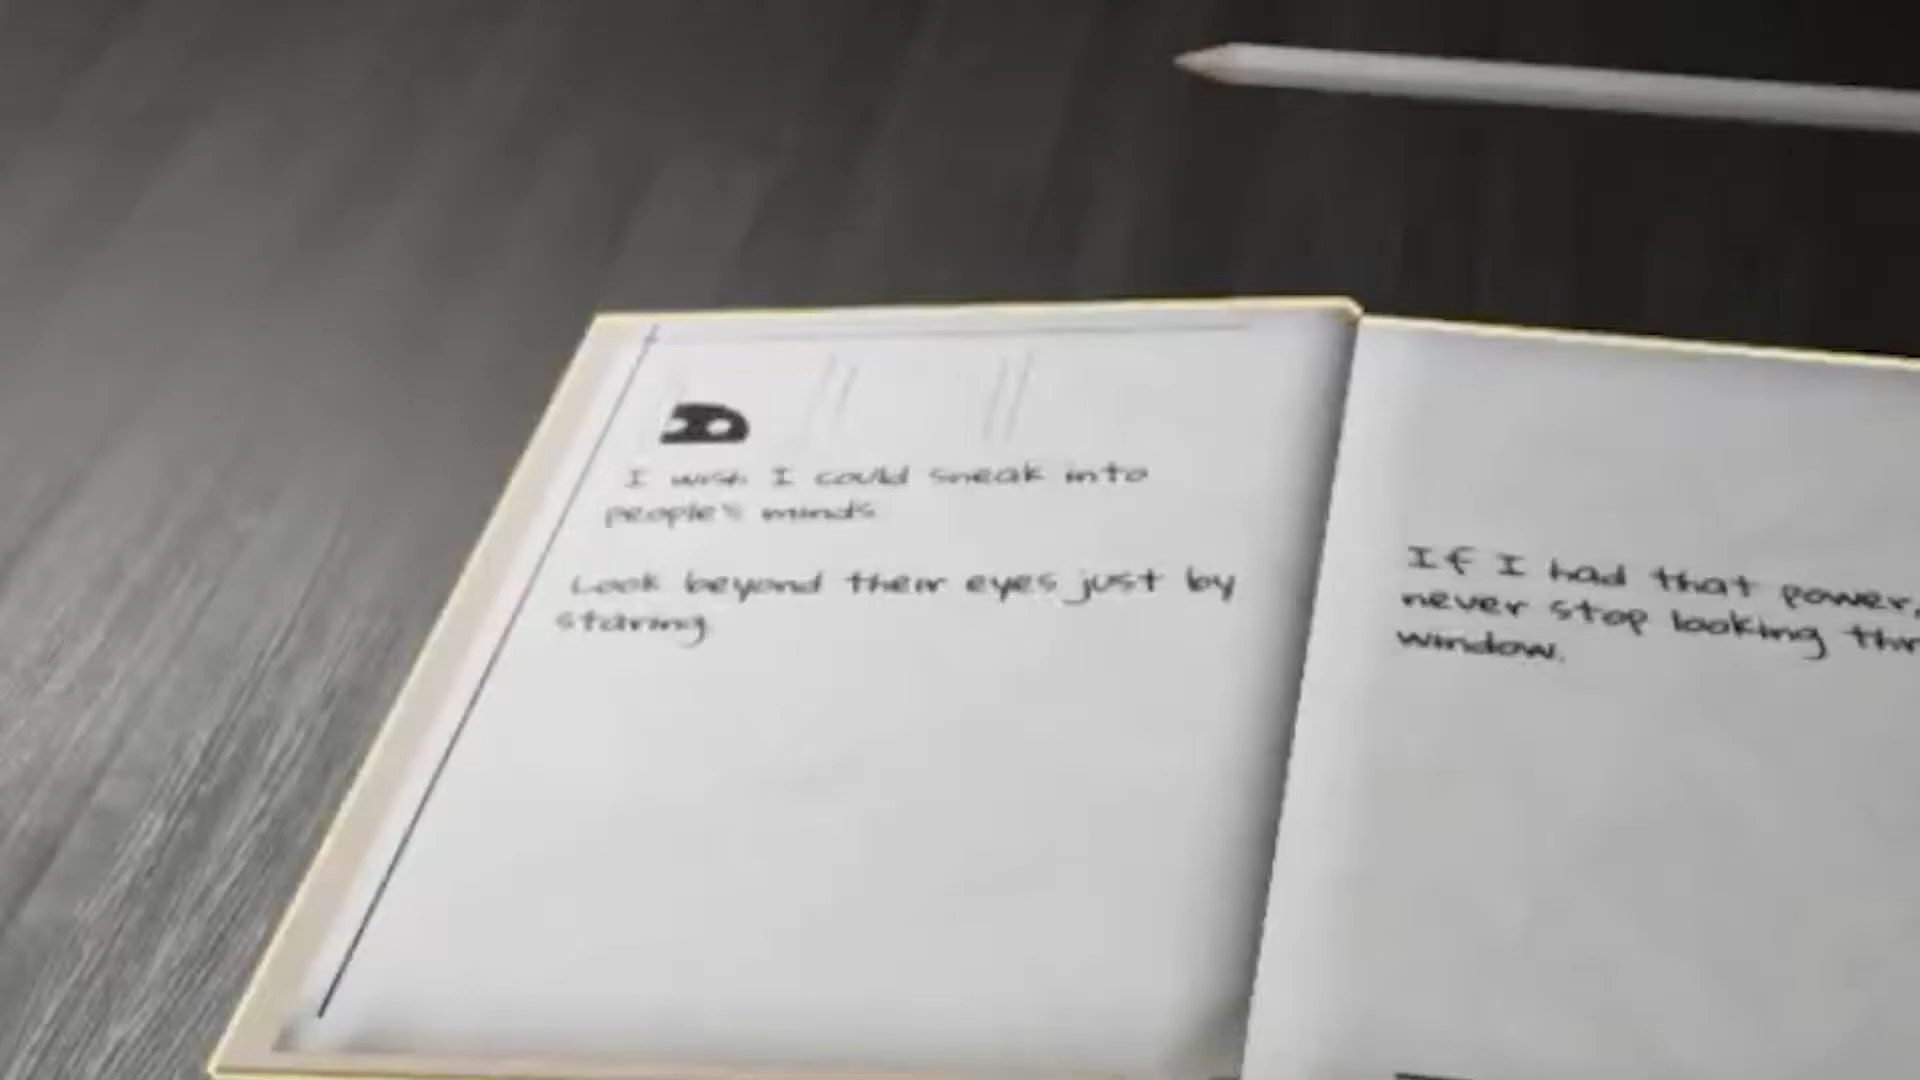 I wish I could sneak into
people's minds
Look beyond their eyes just by
staring.
If I had that power,
never stop looking
window.